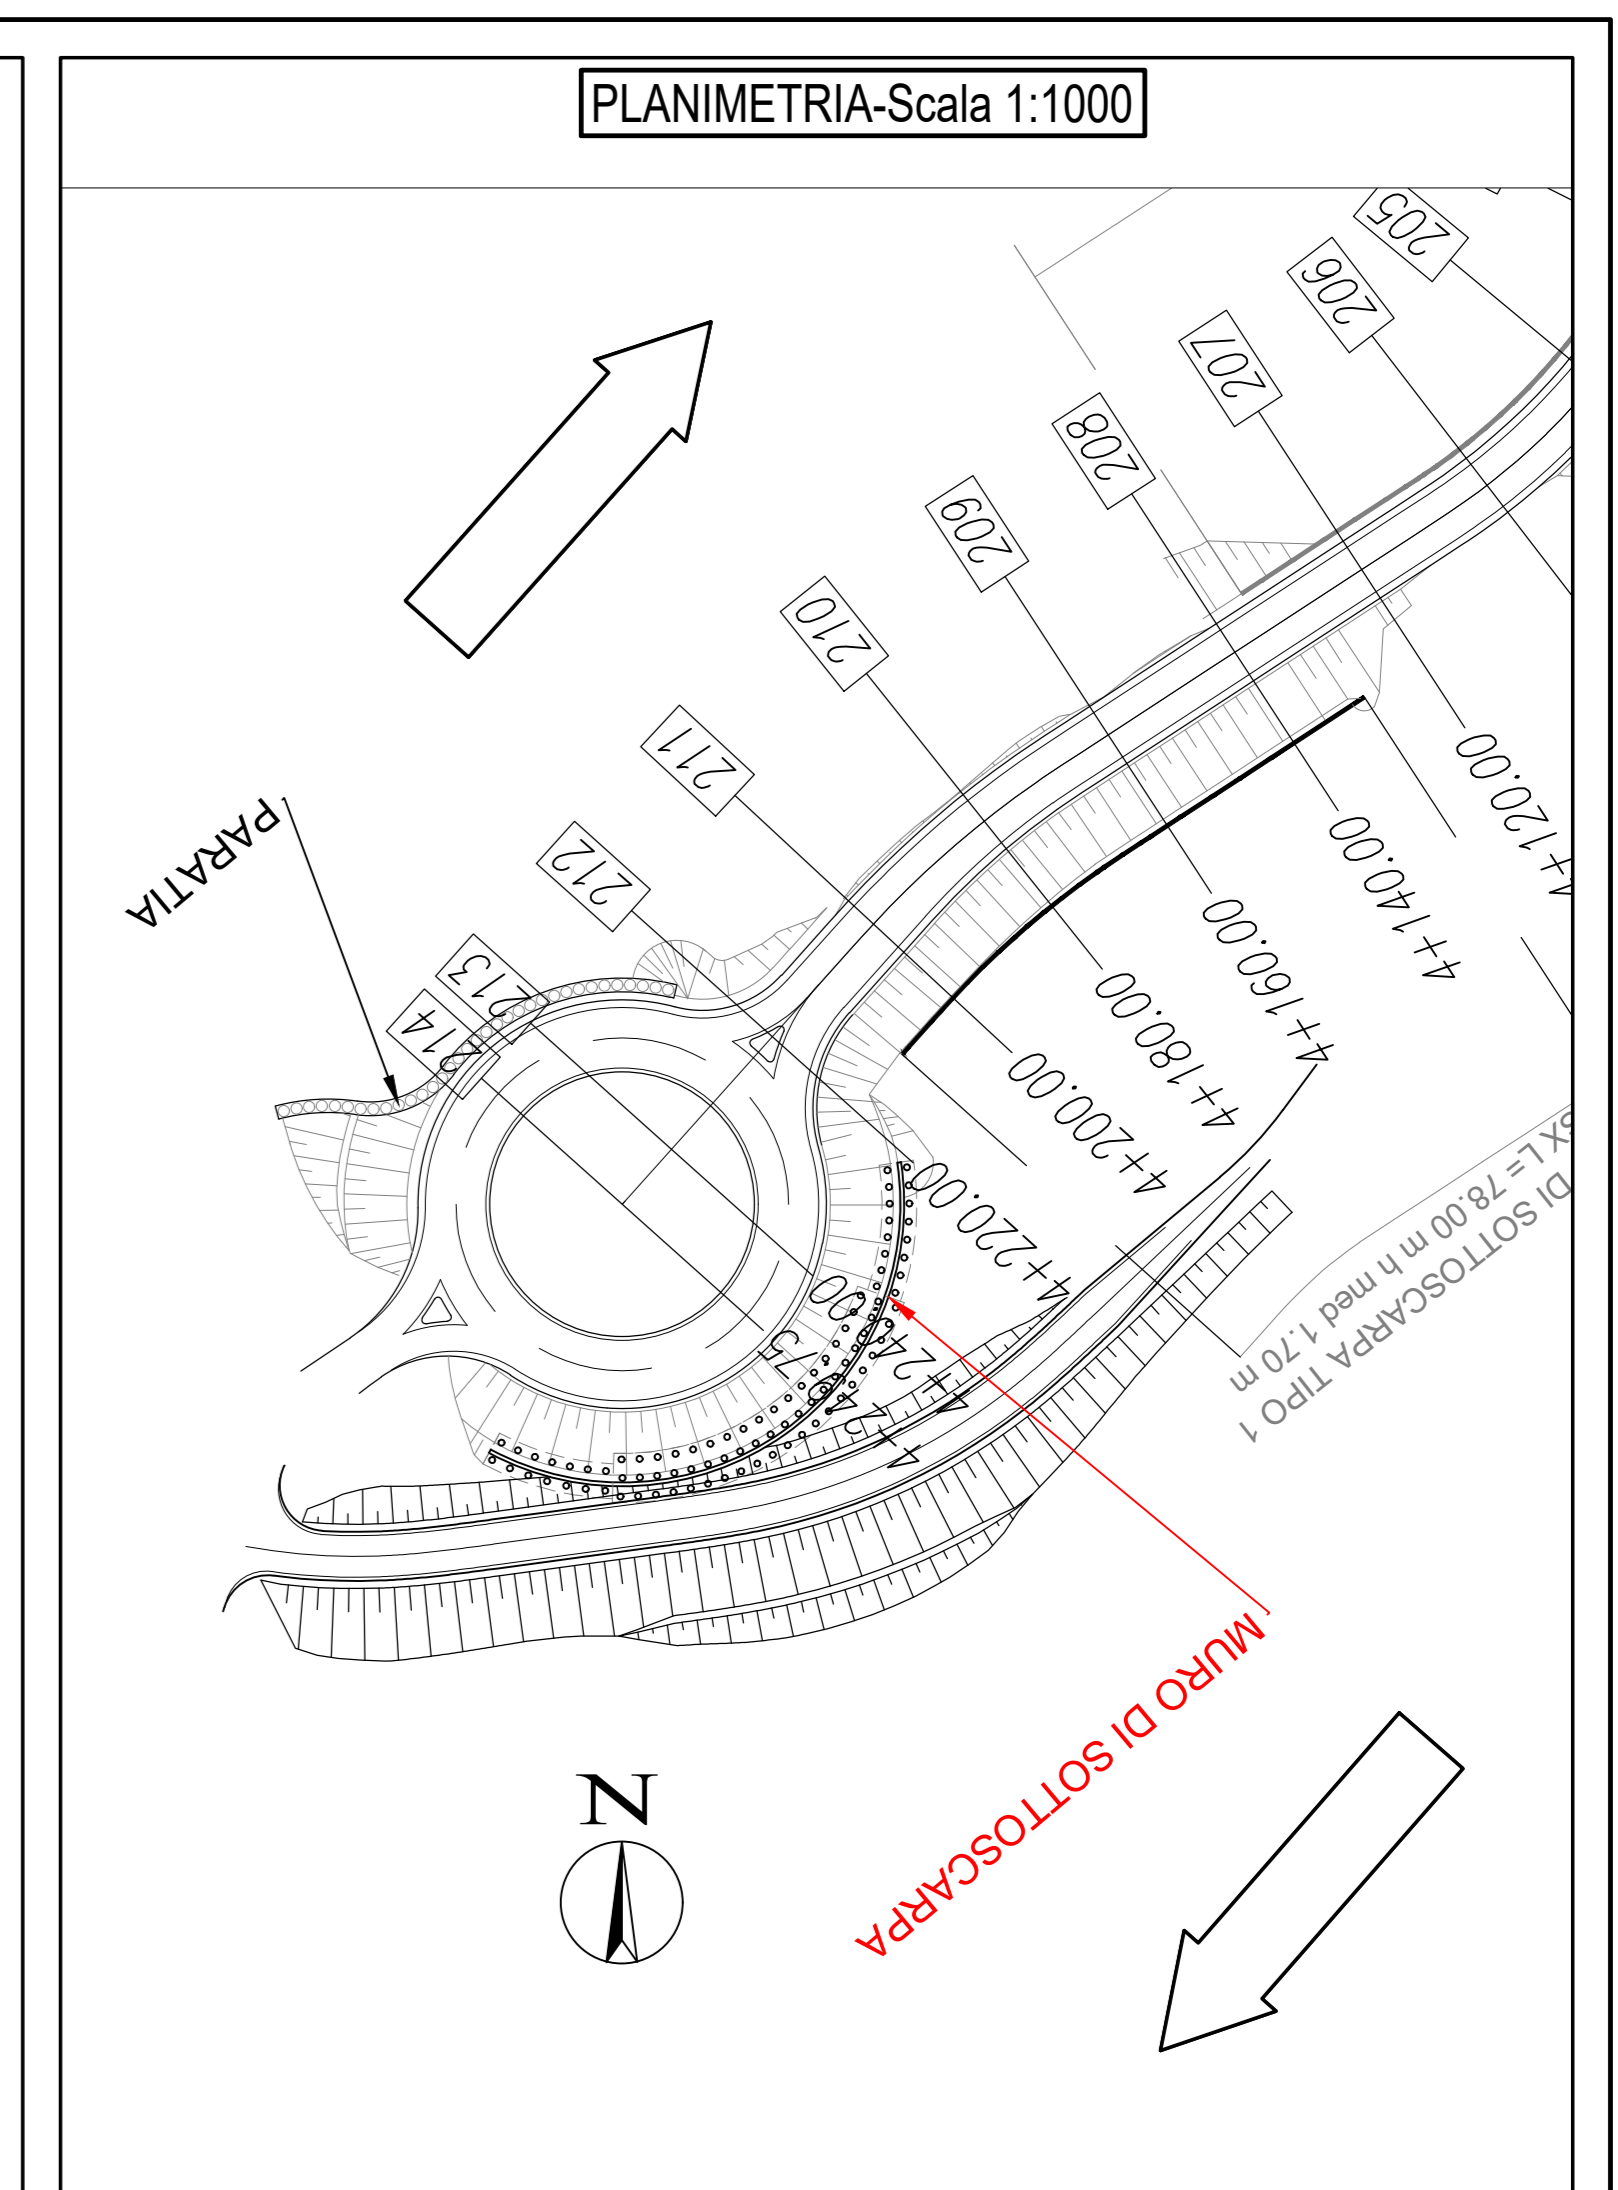 PLANIMETRIA-Scala 1:1000
205
206
207
208
209
210
211
212
213
214
PARATIA
4+120.00
4+140.00
4+160.00
4+180.00
4+200.00
4+220.00
DI SOTTOSCARPA TIPO 1
SX L= 78.00 m h med 1.70 m
MURO DI SOTTOSCARPA
N